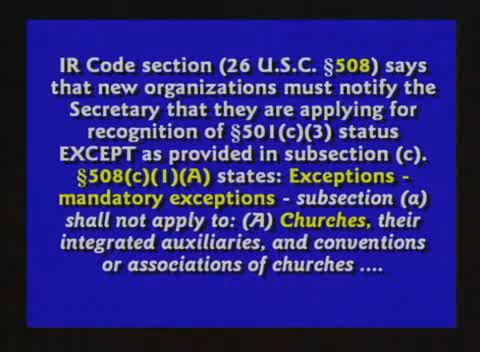 IR Code section (26 U.S.C. §508) says
that new organizations must notify the
Secretary that they are applying for
recognition of §501(c)(3) status
EXCEPT as provided in subsection (c).
§508(c)(1)(A) states: Exceptions -
mandatory exceptions - subsection (a)
shall not apply to: (A) Churches, their
integrated auxiliaries, and conventions
or associations of churches ....